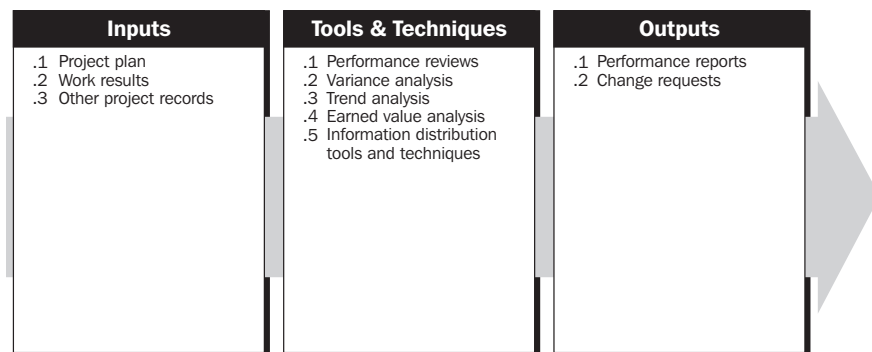 Inputs
.1 Project plan
.2 Work results
.3 Other project records
Tools & Techniques
.1 Performance reviews
.2 Variance analysis
.3 Trend analysis
.4 Earned value analysis
.5 Information distribution
tools and techniques
Outputs
.1 Performance reports
.2 Change requests